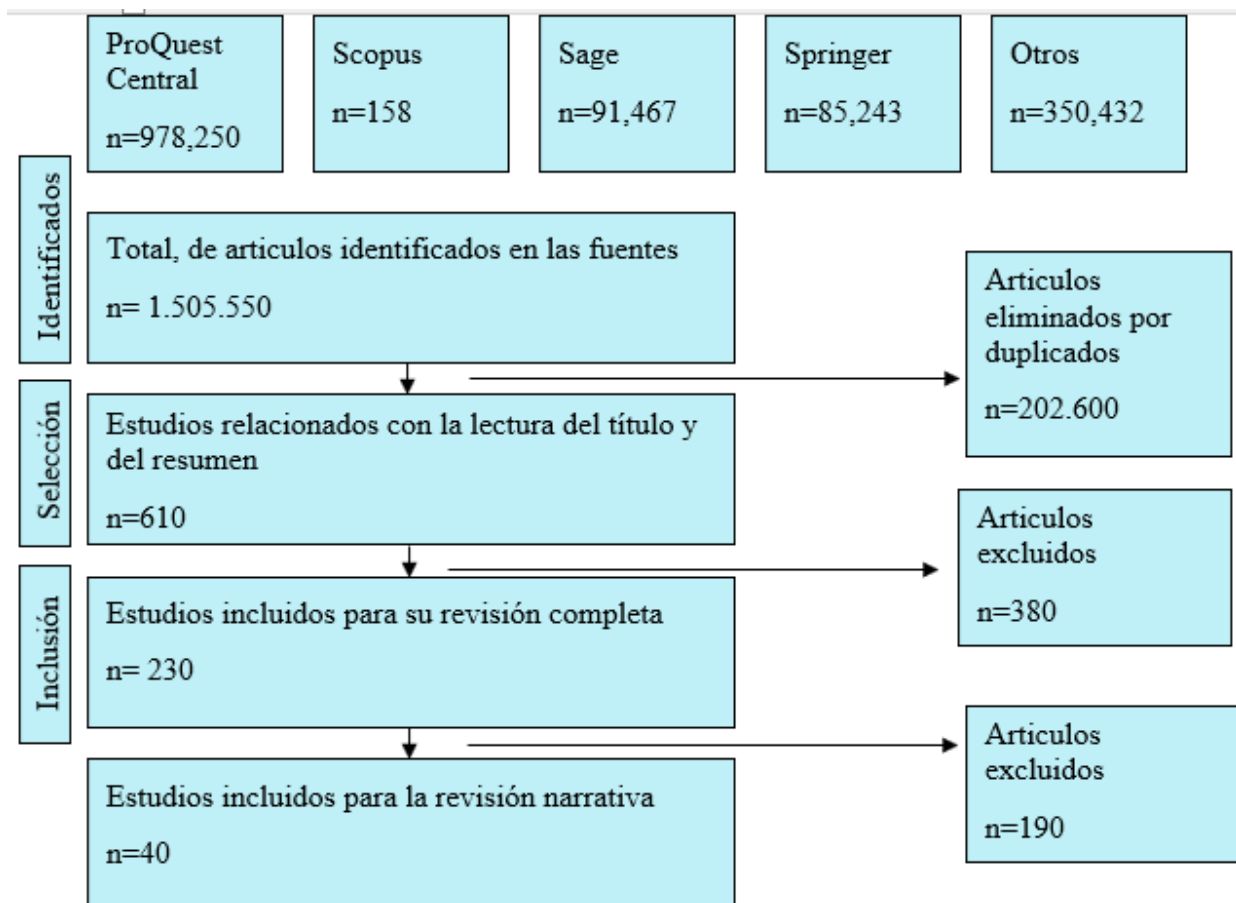 ProQuest
Central
n=978,250
Scopus
n=158
Sage
n=91,467
Springer
n=85,243
Otros
n=350,432
Identificados
Total, de articulos identificados en las fuentes
n= 1.505.550
Articulos
eliminados por
duplicados
n=202.600
Selección
Estudios relacionados con la lectura del título y
del resumen
n=610
Articulos
excluidos
n=380
Inclusión
Estudios incluidos para su revisión completa
n= 230
Articulos
excluidos
n=190
Estudios incluidos para la revisión narrativa
n=40